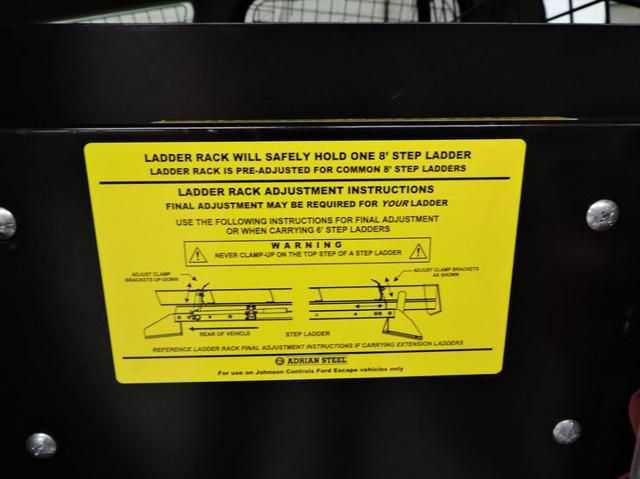 LADDER RACK WILL SAFELY HOLD ONE 8' STEP LADDER
LADDER RACK IS PRE-ADJUSTED FOR COMMON 8' STEP LADDERS
LADDER RACK ADJUSTMENT INSTRUCTIONS
FINAL ADJUSTMENT MAY BE REQUIRED FOR YOUR LADDER
USE THE FOLLOWING INSTRUCTIONS FOR FINAL ADJUSTMENT
OR WHEN CARRYING 6' STEP LADDERS
WARNING
NEVER CLAMP-UP ON THE TOP STEP OF A STEP LADDER
ADJUST CLAMP
BRACKETS UP/DOWN
ADJUST CLAMP BRACKETS
AS SHOWN
REAR OF VEHICLE
STEP LADDER
REFERENCE LADDER RACK FINAL ADJUSTMENT INSTRUCTIONS IF CARRYING EXTENSION LADDERS
ADRIAN STEEL
For use on Johnson Controls Ford Escape vehicles only